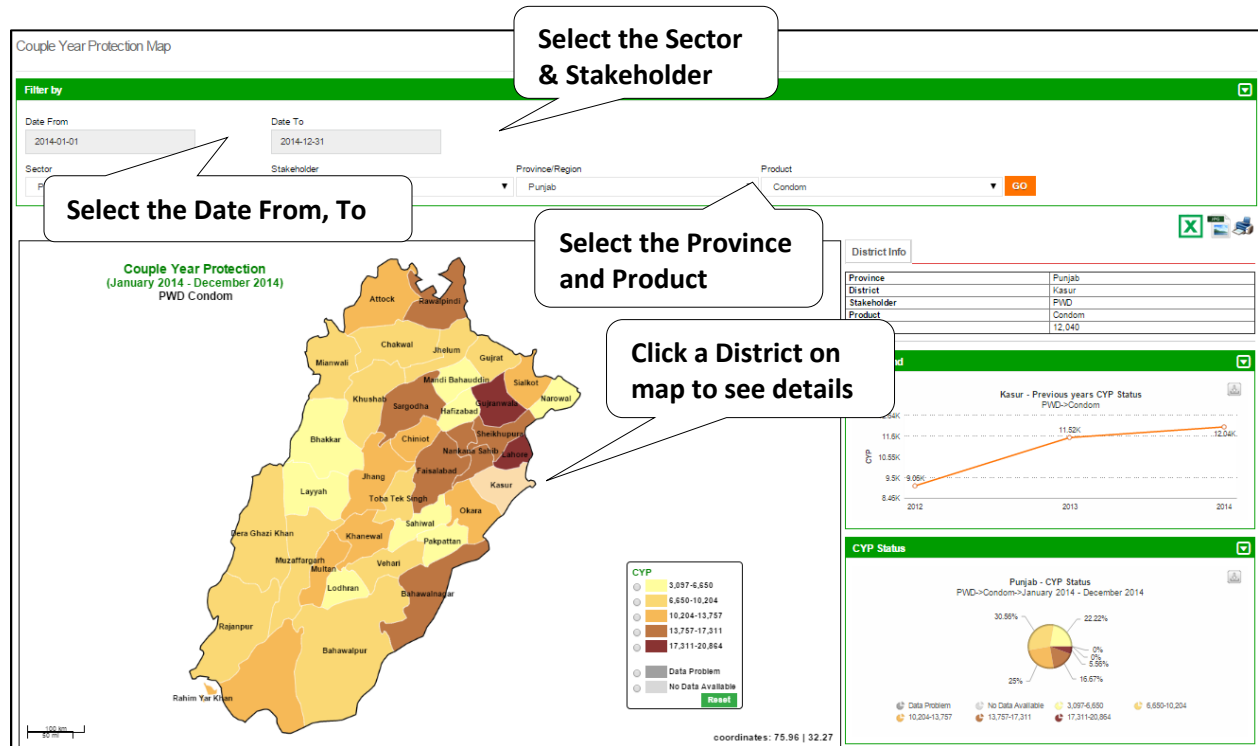 Couple Year Protection Map
Select the Sector
& Stakeholder
Filter by
Date From
Date To
2014-01-01
2014-12-31
Sector
Stakeholder
Province/Region
Product
P
Punjab
Condom
GO
Select the Date From, To
Select the Province
and Product
Couple Year Protection
(January 2014 - December 2014)
PWD Condom
Attock
Rawalpindi
Chakwal
Jhelum
Mianwali
Gujrat
Mandi Bahauddin
Sialkot
Khushab
Sargodha
Hafizabad
Gujranwala
Narowal
Bhakkar
Chiniot
Sheikhupura
Nankana Sahib
Lahore
Faisalabad
Jhang
Kasur
Layyah
Toba Tek Singh
Okara
Sahiwal
Dera Ghazi Khan
Khanewal
Pakpattan
Muzaffargarh
Multan
Vehari
Lodhran
Bahawalnagar
Rajanpur
Bahawalpur
Rahim Yar Khan
100 km
50 mi
Click a District on
map to see details
CYP
3,097-6,650
6,650-10,204
10,204-13,757
13,757-17,311
17,311-20,864
Data Problem
No Data Available
Reset
coordinates: 75.96 | 32.27
District Info
Province Punjab
District Kasur
Stakeholder PWD
Product Condom
12,040
d
Kasur - Previous years CYP Status
PWD->Condom
11.6K
10.55K
9.5K
8.45K
CYP
9.05K
11.52K
12.04K
2012
2013
2014
CYP Status
Punjab - CYP Status
PWD->Condom->January 2014 - December 2014
30.56%
22.22%
0%
0%
5.56%
16.67%
25%
Data Problem
No Data Available
3,097-6,650
6,650-10,204
10,204-13,757
13,757-17,311
17,311-20,864